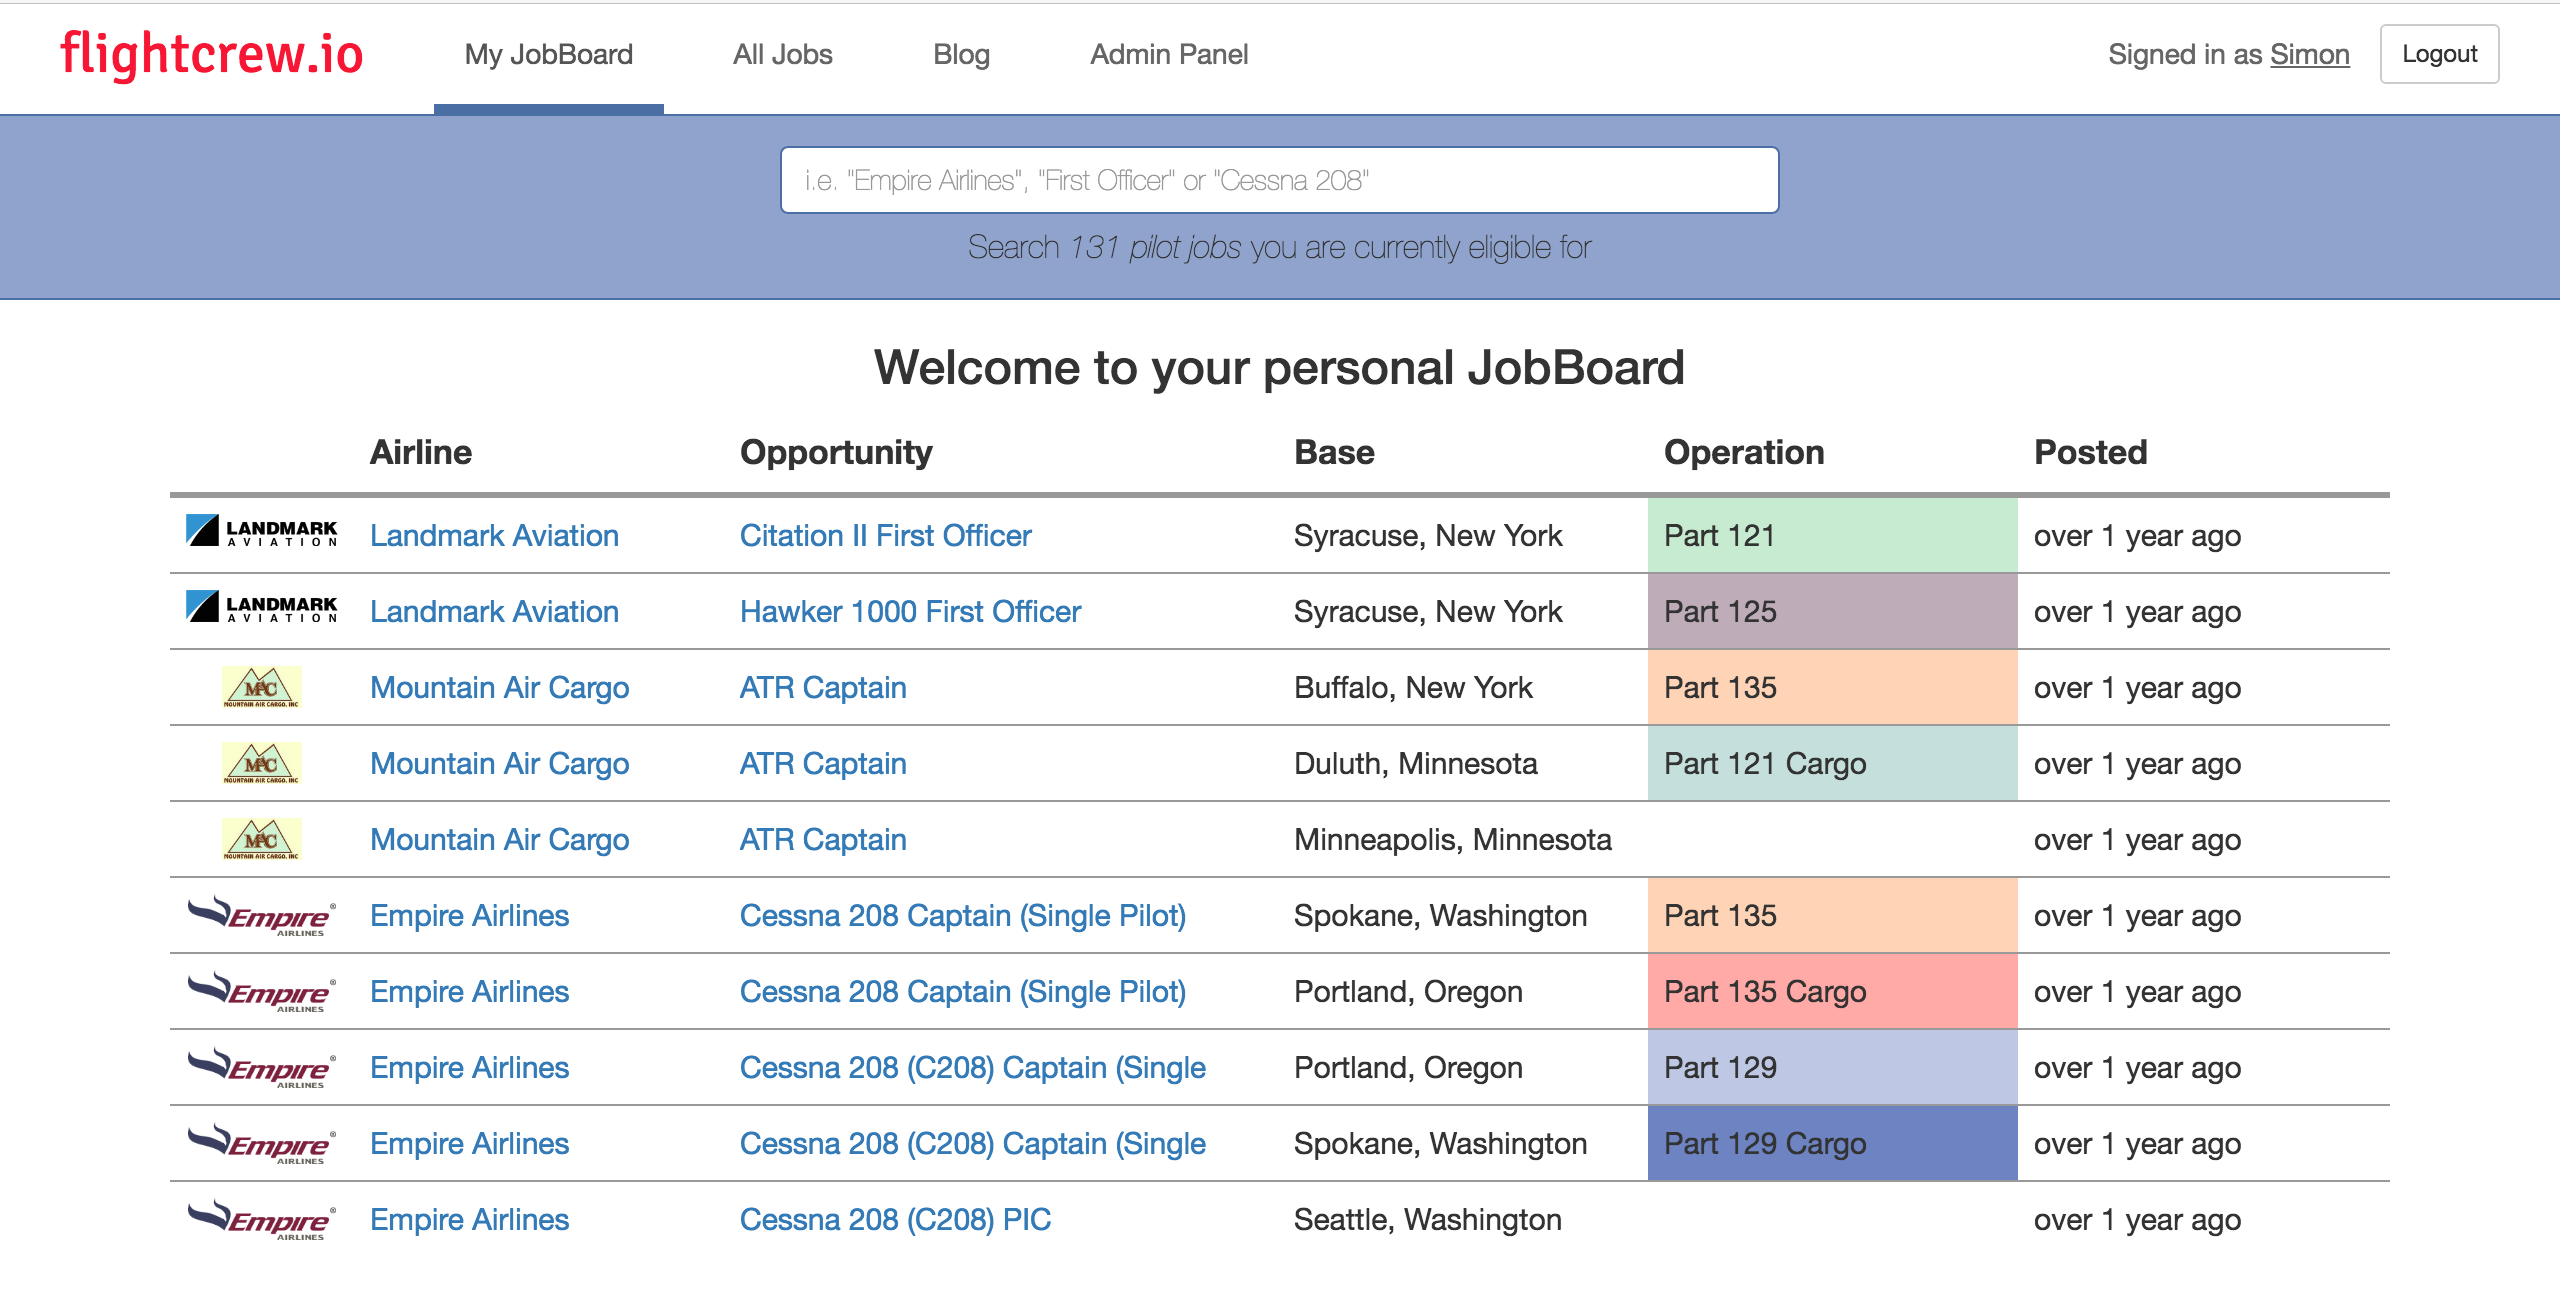 flightcrew.io My JobBoard All Jobs Blog Admin Panel Signed in as Simon Logout
i.e. "Empire Airlines", "First Officer" or "Cessna 208"
Search 131 pilot jobs you are currently eligible for
Welcome to your personal JobBoard
Airline Opportunity Base Operation Posted
LANDMARK AVIATION Landmark Aviation Citation II First Officer Syracuse, New York Part 121 over 1 year ago
LANDMARK AVIATION Landmark Aviation Hawker 1000 First Officer Syracuse, New York Part 125 over 1 year ago
MAC MOUNTAIN AIR CARGO, INC Mountain Air Cargo ATR Captain Buffalo, New York Part 135 over 1 year ago
MAC MOUNTAIN AIR CARGO, INC Mountain Air Cargo ATR Captain Duluth, Minnesota Part 121 Cargo over 1 year ago
MAC MOUNTAIN AIR CARGO, INC Mountain Air Cargo ATR Captain Minneapolis, Minnesota over 1 year ago
Empire® AIRLINES Empire Airlines Cessna 208 Captain (Single Pilot) Spokane, Washington Part 135 over 1 year ago
Empire® AIRLINES Empire Airlines Cessna 208 Captain (Single Pilot) Portland, Oregon Part 135 Cargo over 1 year ago
Empire® AIRLINES Empire Airlines Cessna 208 (C208) Captain (Single Portland, Oregon Part 129 over 1 year ago
Empire® AIRLINES Empire Airlines Cessna 208 (C208) Captain (Single Spokane, Washington Part 129 Cargo over 1 year ago
Empire® AIRLINES Empire Airlines Cessna 208 (C208) PIC Seattle, Washington over 1 year ago